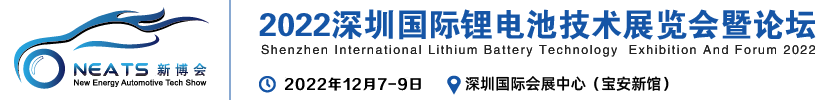 NEATS 新博会
New Energy Automotive Tech Show
2022深圳国际锂电池技术展览会暨论坛
Shenzhen International Lithium Battery Technology Exhibition And Forum 2022
2022年12月7-9日 深圳国际会展中心（宝安新馆）